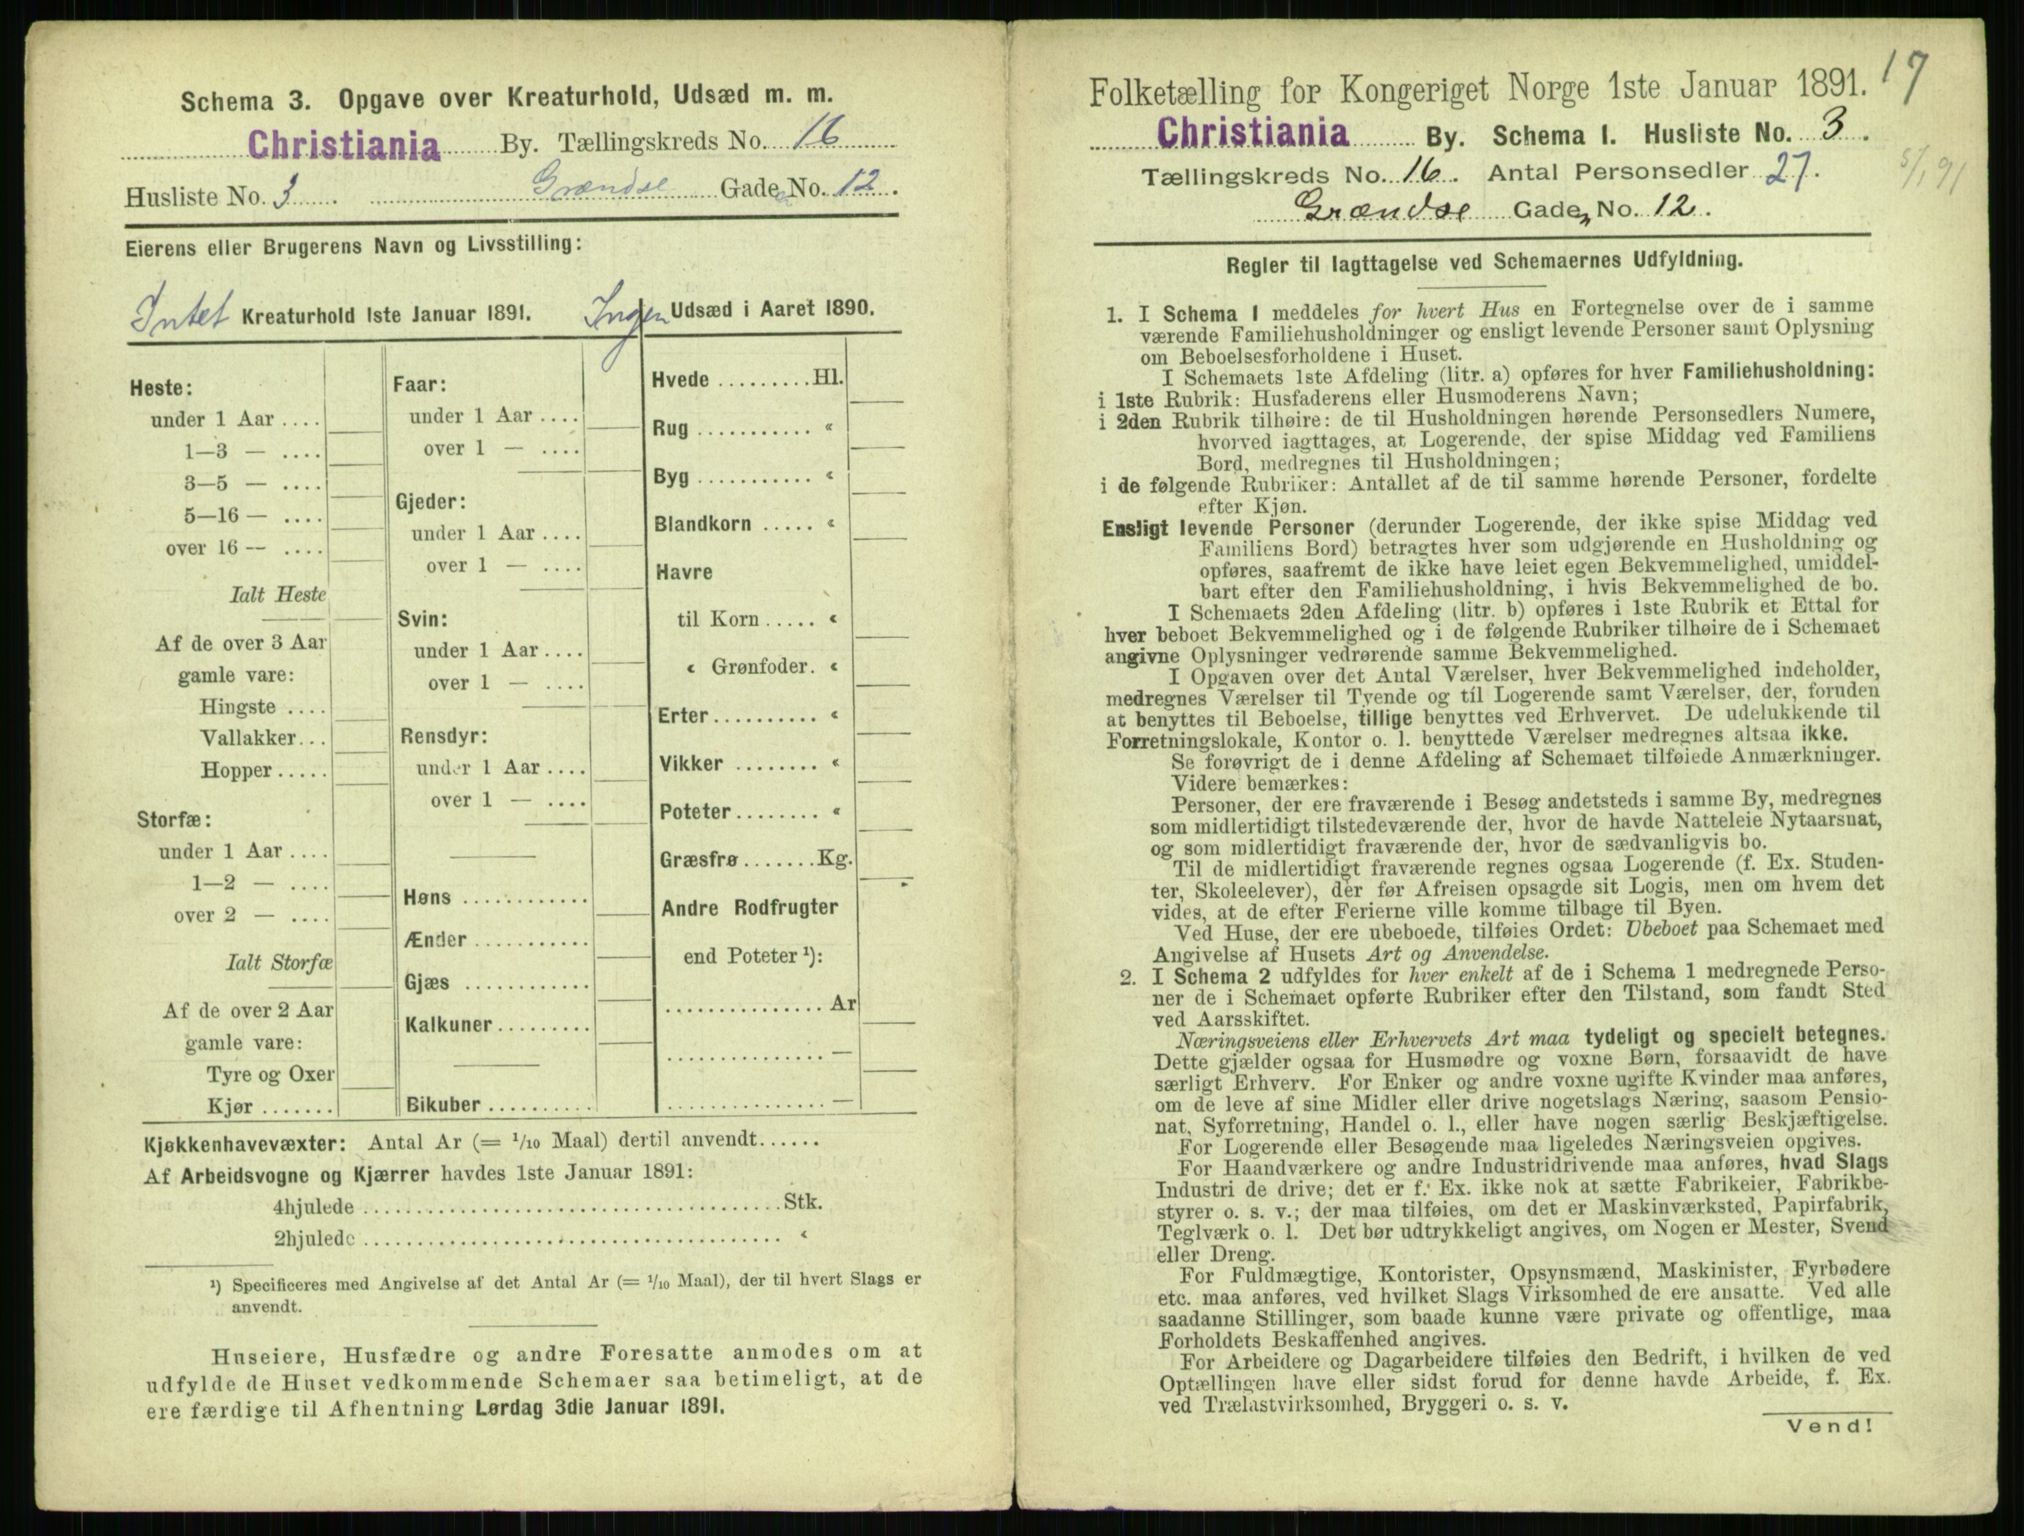 Schema 3. Opgave over Kreaturhold, Udsæd m. m.
Christiania By. Tællingskreds No. 16
Husliste No. 3. Grændse Gade No. 12.
Eierens eller Brugerens Navn og Livsstilling:
Intet Kreaturhold 1ste Januar 1891.
Heste:
under 1 Aar ....
1—3 — ....
3—5 — ....
5—16 — ....
over 16 — ....
Ialt Heste
Af de over 3 Aar
gamle vare:
Hingste ....
Vallakker...
Hopper .....
Storfæ:
under 1 Aar ....
1—2 — ....
over 2 — ....
Ialt Storfæ
Af de over 2 Aar
gamle vare:
Tyre og Oxer
Kjør .......
Faar:
under 1 Aar ....
over 1 — ....
Gjeder:
under 1 Aar ....
over 1 — ....
Svin:
under 1 Aar ....
over 1 — ....
Rensdyr:
under 1 Aar ....
over 1 — ....
Høns ............
Ænder ...........
Gjæs ............
Kalkuner.........
Bikuber ..........
Ingen Udsæd i Aaret 1890.
Hvede .........Hl.
Rug ........... «
Byg ........... «
Blandkorn ..... «
Havre
til Korn ..... «
« Grønfoder. «
Erter.......... «
Vikker ........ «
Poteter........ «
Græsfrø.......Kg.
Andre Rodfrugter
end Poteter ¹):
............... Ar
............... —
............... —
Kjøkkenhavevæxter: Antal Ar (= 1/10 Maal) dertil anvendt......
Af Arbeidsvogne og Kjærrer havdes 1ste Januar 1891:
4hjulede ........................................Stk.
2hjulede ........................................ «
¹) Specificeres med Angivelse af det Antal Ar (= 1/10 Maal), der til hvert Slags er
anvendt.
Huseiere, Husfædre og andre Foresatte anmodes om at
udfylde de Huset vedkommende Schemaer saa betimeligt, at de
ere færdige til Afhentning Lørdag 3die Januar 1891.
17
Folketælling for Kongeriget Norge 1ste Januar 1891.
Christiania By. Schema 1. Husliste No. 3.
Tællingskreds No. 16. Antal Personsedler 27.
5/1 91
Grændse Gade No. 12.
Regler til Iagttagelse ved Schemaernes Udfyldning.
1. I Schema 1 meddeles for hvert Hus en Fortegnelse over de i samme
værende Familiehusholdninger og ensligt levende Personer samt Oplysning
om Beboelsesforholdene i Huset.
I Schemaets 1ste Afdeling (litr. a) opføres for hver Familiehusholdning:
i 1ste Rubrik: Husfaderens eller Husmoderens Navn;
i 2den Rubrik tilhøire: de til Husholdningen hørende Personsedlers Numere,
hvorved iagttages, at Logerende, der spise Middag ved Familiens
Bord, medregnes til Husholdningen;
i de følgende Rubriker: Antallet af de til samme hørende Personer, fordelte
efter Kjøn.
Ensligt levende Personer (derunder Logerende, der ikke spise Middag ved
Familiens Bord) betragtes hver som udgjørende en Husholdning og
opføres, saafremt de ikke have leiet egen Bekvemmelighed, umiddel-
bart efter den Familiehusholdning, i hvis Bekvemmelighed de bo.
I Schemaets 2den Afdeling (litr. b) opføres i 1ste Rubrik et Ettal for
hver beboet Bekvemmelighed og i de følgende Rubriker tilhøire de i Schemaet
angivne Oplysninger vedrørende samme Bekvemmelighed.
I Opgaven over det Antal Værelser, hver Bekvemmelighed indeholder,
medregnes Værelser til Tyende og til Logerende samt Værelser, der, foruden
at benyttes til Beboelse, tillige benyttes ved Erhvervet. De udelukkende til
Forretningslokale, Kontor o. l. benyttede Værelser medregnes altsaa ikke.
Se forøvrigt de i denne Afdeling af Schemaet tilføiede Anmærkninger.
Videre bemærkes:
Personer, der ere fraværende i Besøg andetsteds i samme By, medregnes
som midlertidigt tilstedeværende der, hvor de havde Natteleie Nytaarsnat,
og som midlertidigt fraværende der, hvor de sædvanligvis bo.
Til de midlertidigt fraværende regnes ogsaa Logerende (f. Ex. Studen-
ter, Skoleelever), der før Afreisen opsagde sit Logis, men om hvem det
vides, at de efter Ferierne ville komme tilbage til Byen.
Ved Huse, der ere ubeboede, tilføies Ordet: Ubeboet paa Schemaet med
Angivelse af Husets Art og Anvendelse.
2. I Schema 2 udfyldes for hver enkelt af de i Schema 1 medregnede Perso-
ner de i Schemaet opførte Rubriker efter den Tilstand, som fandt Sted
ved Aarsskiftet.
Næringsveiens eller Erhvervets Art maa tydeligt og specielt betegnes.
Dette gjælder ogsaa for Husmødre og voxne Børn, forsaavidt de have
særligt Erhverv. For Enker og andre voxne ugifte Kvinder maa anføres,
om de leve af sine Midler eller drive nogetslags Næring, saasom Pensio-
nat, Syforretning, Handel o. l., eller have nogen særlig Beskjæftigelse.
For Logerende eller Besøgende maa ligeledes Næringsveien opgives.
For Haandværkere og andre Industridrivende maa anføres, hvad Slags
Industri de drive; det er f. Ex. ikke nok at sætte Fabrikeier, Fabrikbe-
styrer o. s. v.; der maa tilføies, om det er Maskinværksted, Papirfabrik,
Teglværk o. l. Det bør udtrykkeligt angives, om Nogen er Mester, Svend
eller Dreng.
For Fuldmægtige, Kontorister, Opsynsmænd, Maskinister, Fyrbødere
etc. maa anføres, ved hvilket Slags Virksomhed de ere ansatte. Ved alle
saadanne Stillinger, som baade kunne være private og offentlige, maa
Forholdets Beskaffenhed angives.
For Arbeidere og Dagarbeidere tilføies den Bedrift, i hvilken de ved
Optællingen have eller sidst forud for denne havde Arbeide, f. Ex.
ved Trælastvirksomhed, Bryggeri o. s. v.
Vend!